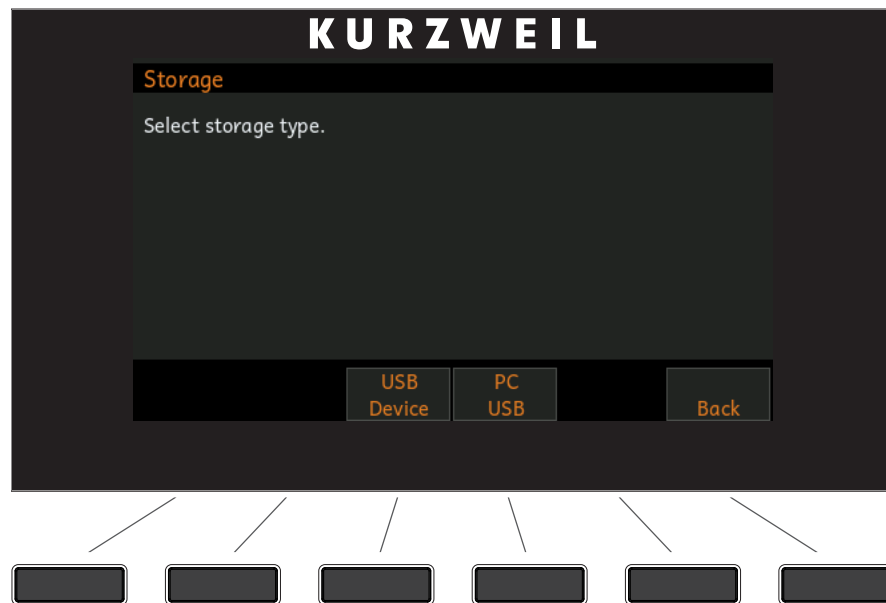 KURZWEIL
Storage
Select storage type.
USB
Device
PC
USB
Back